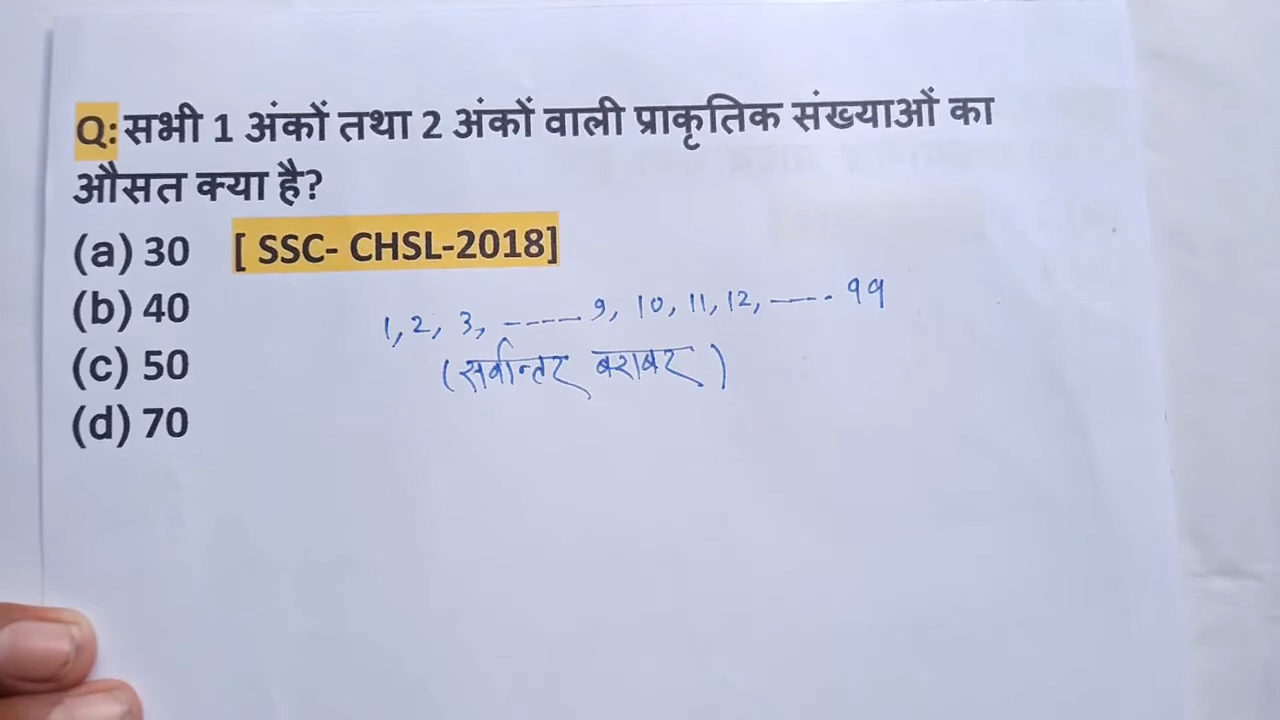 Q: सभी 1 अंकों तथा 2 अंकों वाली प्राकृतिक संख्याओं का
औसत क्या है?
(a) 30 [ SSC- CHSL-2018]
(b) 40
1, 2, 3, ----- 9, 10, 11, 12, ----. 99
(c) 50
(सर्वान्तर बराबर)
(d) 70